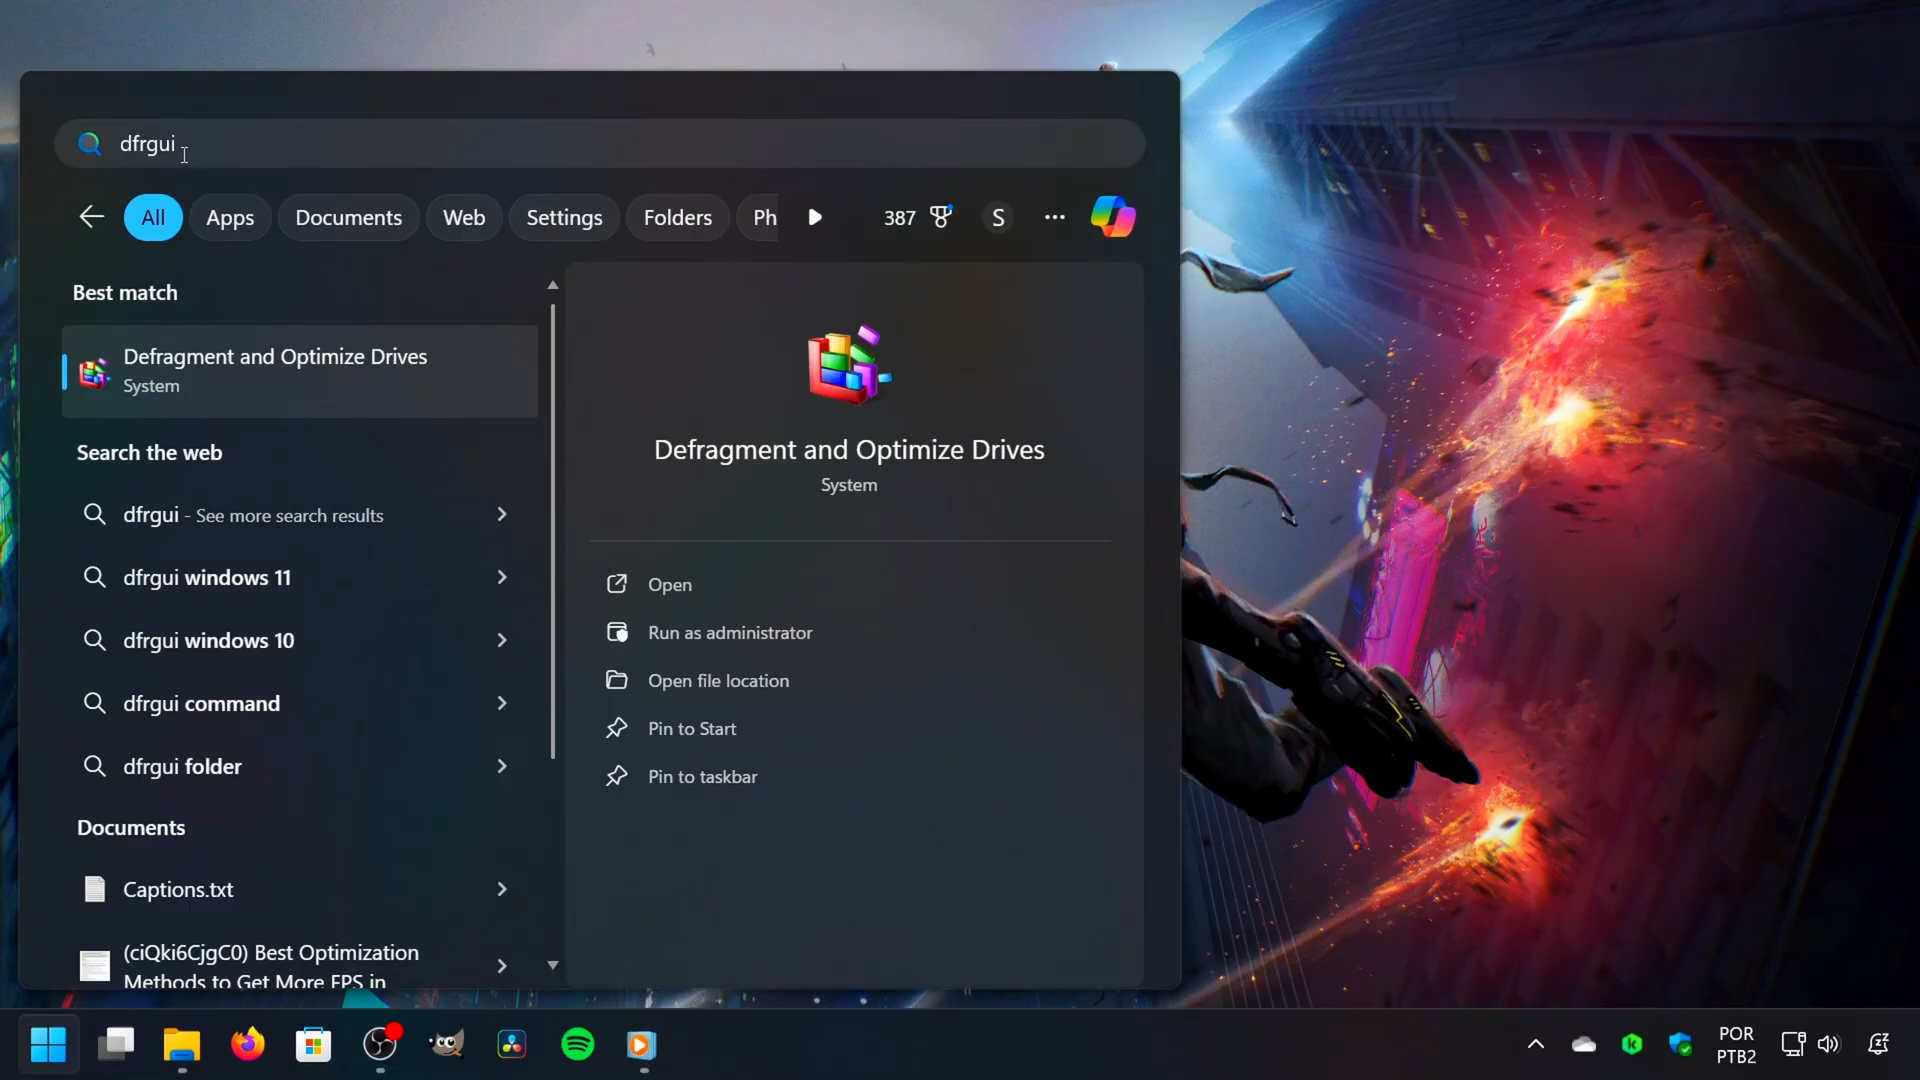 dfrgui
All Apps Documents Web Settings Folders Ph 387 S
Best match
Defragment and Optimize Drives
System
Search the web
dfrgui - See more search results
dfrgui windows 11
dfrgui windows 10
dfrgui command
dfrgui folder
Documents
Captions.txt
(ciQki6CjgC0) Best Optimization
Methods to Get More FPS in
Defragment and Optimize Drives
System
Open
Run as administrator
Open file location
Pin to Start
Pin to taskbar
POR
PTB2